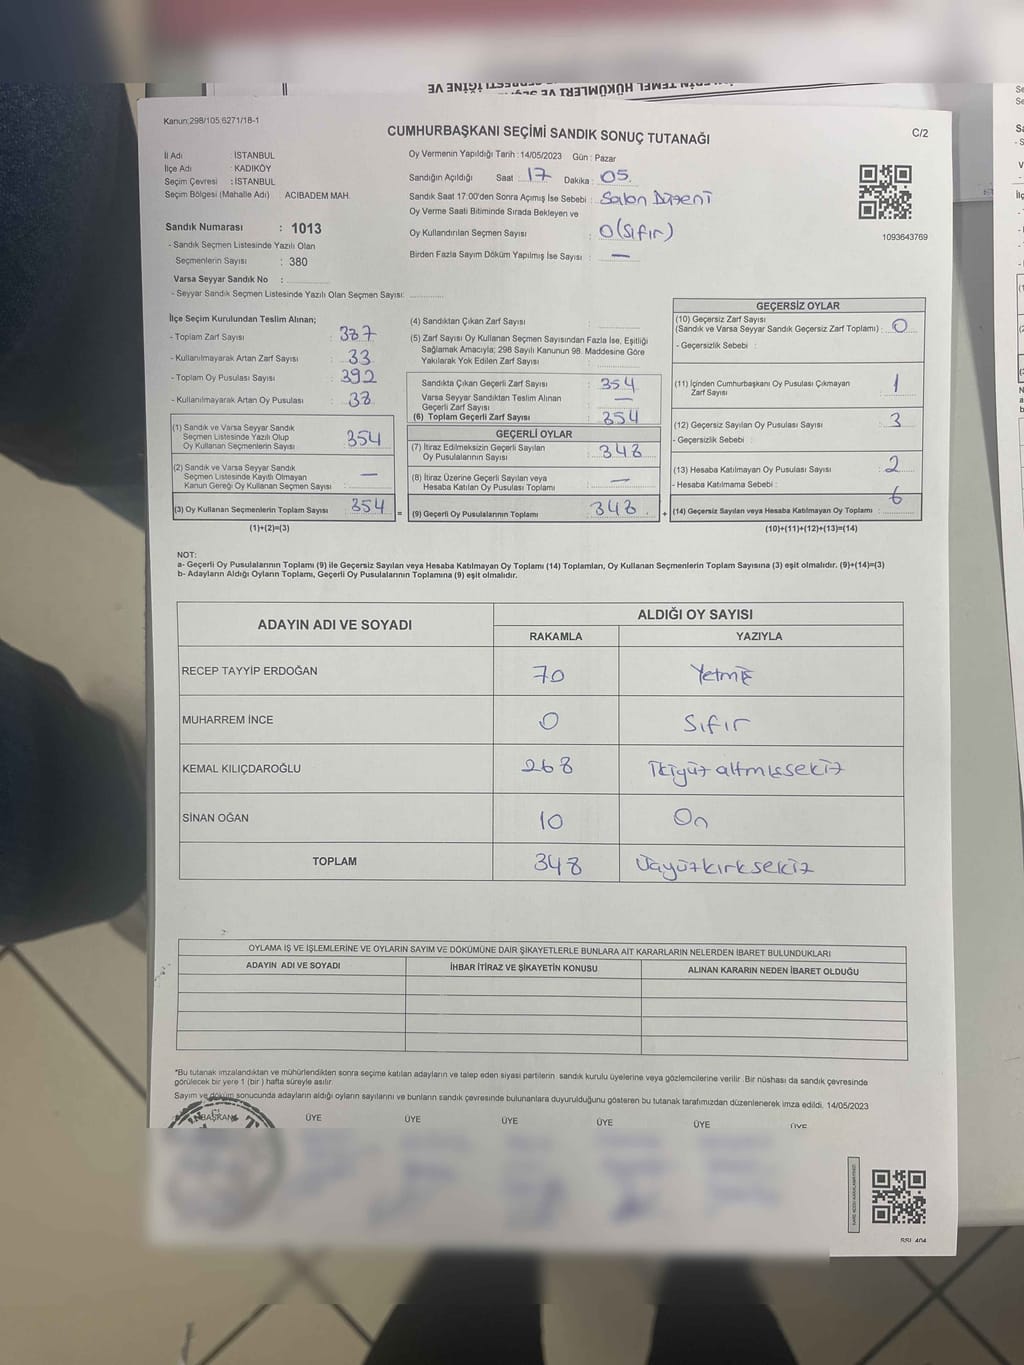 Kanun:298/105.6271/18-1
CUMHURBAŞKANI SEÇİMİ SANDIK SONUÇ TUTANAĞI
C/2
İl Adı : İSTANBUL
İlçe Adı : KADIKÖY
Seçim Çevresi : İSTANBUL
Seçim Bölgesi (Mahalle Adı) ACIBADEM MAH.
Oy Vermenin Yapıldığı Tarih :14/05/2023 Gün : Pazar
Sandığın Açıldığı Saat : 17 Dakika : 05.
Sandık Saat 17:00'den Sonra Açımış İse Sebebi : Salon Düzeni
Oy Verme Saati Bitiminde Sırada Bekleyen ve
Oy Kullandırılan Seçmen Sayısı : 0 (Sıfır)
Birden Fazla Sayım Döküm Yapılmış İse Sayısı : —
1093643769
Sandık Numarası : 1013
- Sandık Seçmen Listesinde Yazılı Olan
Seçmenlerin Sayısı : 380
Varsa Seyyar Sandık No :
- Seyyar Sandık Seçmen Listesinde Yazılı Olan Seçmen Sayısı:
İlçe Seçim Kurulundan Teslim Alınan;
- Toplam Zarf Sayısı : 387
- Kullanılmayarak Artan Zarf Sayısı : 33
- Toplam Oy Pusulası Sayısı : 392
- Kullanılmayarak Artan Oy Pusulası : 38
(1) Sandık ve Varsa Seyyar Sandık
Seçmen Listesinde Yazılı Olup
Oy Kullanan Seçmenlerin Sayısı : 354
(2) Sandık ve Varsa Seyyar Sandık
Seçmen Listesinde Kayıtlı Olmayan
Kanun Gereği Oy Kullanan Seçmen Sayısı : —
(3) Oy Kullanan Seçmenlerin Toplam Sayısı : 354
(1)+(2)=(3)
(4) Sandıktan Çıkan Zarf Sayısı :
(5) Zarf Sayısı Oy Kullanan Seçmen Sayısından Fazla İse, Eşitliği
Sağlamak Amacıyla; 298 Sayılı Kanunun 98. Maddesine Göre
Yakılarak Yok Edilen Zarf Sayısı :
Sandıkta Çıkan Geçerli Zarf Sayısı : 354
Varsa Seyyar Sandıktan Teslim Alınan
Geçerli Zarf Sayısı : —
(6) Toplam Geçerli Zarf Sayısı : 354
GEÇERLİ OYLAR
(7) İtiraz Edilmeksizin Geçerli Sayılan
Oy Pusulalarının Sayısı : 348
(8) İtiraz Üzerine Geçerli Sayılan veya
Hesaba Katılan Oy Pusulası Toplamı : —
= (9) Geçerli Oy Pusulalarının Toplamı : 348
GEÇERSİZ OYLAR
(10) Geçersiz Zarf Sayısı
(Sandık ve Varsa Seyyar Sandık Geçersiz Zarf Toplamı) : 0
- Geçersizlik Sebebi :
(11) İçinden Cumhurbaşkanı Oy Pusulası Çıkmayan
Zarf Sayısı : 1
(12) Geçersiz Sayılan Oy Pusulası Sayısı : 3
- Geçersizlik Sebebi :
(13) Hesaba Katılmayan Oy Pusulası Sayısı : 2
- Hesaba Katılmama Sebebi :
+ (14) Geçersiz Sayılan veya Hesaba Katılmayan Oy Toplamı : 6
(10)+(11)+(12)+(13)=(14)
NOT:
a- Geçerli Oy Pusulalarının Toplamı (9) ile Geçersiz Sayılan veya Hesaba Katılmayan Oy Toplamı (14) Toplamları, Oy Kullanan Seçmenlerin Toplam Sayısına (3) eşit olmalıdır. (9)+(14)=(3)
b- Adayların Aldığı Oyların Toplamı, Geçerli Oy Pusulalarının Toplamına (9) eşit olmalıdır.
ADAYIN ADI VE SOYADI ALDIĞI OY SAYISI
RAKAMLA YAZIYLA
RECEP TAYYİP ERDOĞAN 70 Yetmiş
MUHARREM İNCE 0 Sıfır
KEMAL KILIÇDAROĞLU 268 İkiyüzaltmışsekiz
SİNAN OĞAN 10 On
TOPLAM 348 Üçyüzkırksekiz
OYLAMA İŞ VE İŞLEMLERİNE VE OYLARIN SAYIM VE DÖKÜMÜNE DAİR ŞİKAYETLERLE BUNLARA AİT KARARLARIN NELERDEN İBARET BULUNDUKLARI
ADAYIN ADI VE SOYADI İHBAR İTİRAZ VE ŞİKAYETİN KONUSU ALINAN KARARIN NEDEN İBARET OLDUĞU
*Bu tutanak imzalandıktan ve mühürlendikten sonra seçime katılan adayların ve talep eden siyasi partilerin sandık kurulu üyelerine veya gözlemcilerine verilir. Bir nüshası da sandık çevresinde
görülecek bir yere 1 (bir) hafta süreyle asılır.
Sayım ve döküm sonucunda adayların aldığı oyların sayılarını ve bunların sandık çevresinde bulunanlara duyurulduğunu gösteren bu tutanak tarafımızdan düzenlenerek imza edildi. 14/05/2023
BAŞKAN ÜYE ÜYE ÜYE ÜYE ÜYE ÜYE